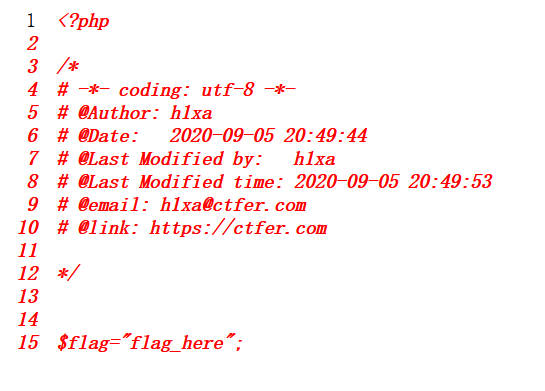 1 <?php
2
3 /*
4 # -*- coding: utf-8 -*-
5 # @Author: h1xa
6 # @Date:   2020-09-05 20:49:44
7 # @Last Modified by:   h1xa
8 # @Last Modified time: 2020-09-05 20:49:53
9 # @email: h1xa@ctfer.com
10 # @link: https://ctfer.com
11
12 */
13
14
15 $flag="flag_here";